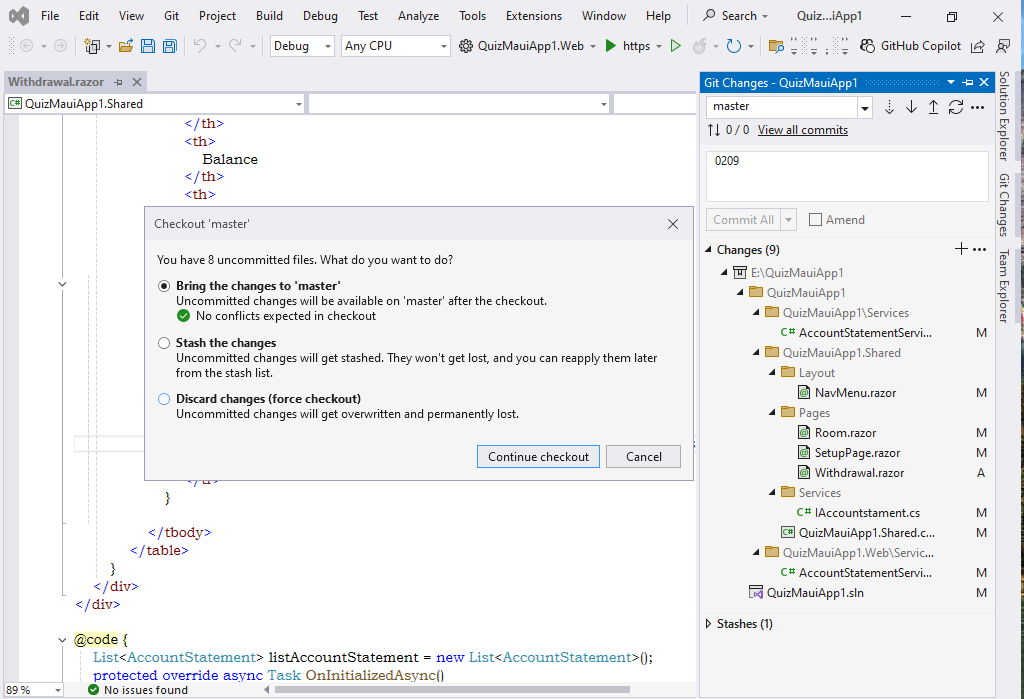 File Edit View Git Project Build Debug Test Analyze Tools Extensions Window Help Search Quiz...iApp1
Debug Any CPU QuizMauiApp1.Web https GitHub Copilot
Withdrawal.razor
QuizMauiApp1.Shared
</th>
<th>
Balance
</th>
<th>
Checkout 'master'
You have 8 uncommitted files. What do you want to do?
Bring the changes to 'master'
Uncommitted changes will be available on 'master' after the checkout.
No conflicts expected in checkout
Stash the changes
Uncommitted changes will get stashed. They won't get lost, and you can reapply them later
from the stash list.
Discard changes (force checkout)
Uncommitted changes will get overwritten and permanently lost.
Continue checkout Cancel
}
</tbody>
</table>
}
</div>
</div>
@code {
List<AccountStatement> listAccountStatement = new List<AccountStatement>();
protected override async Task OnInitializedAsync()
89 % No issues found
Git Changes - QuizMauiApp1
master
0 / 0 View all commits
0209
Commit All Amend
Changes (9)
E:\QuizMauiApp1
QuizMauiApp1
QuizMauiApp1\Services
C# AccountStatementServi... M
QuizMauiApp1.Shared
Layout
NavMenu.razor M
Pages
Room.razor M
SetupPage.razor M
Withdrawal.razor A
Services
C# IAccountstament.cs M
QuizMauiApp1.Shared.c... M
QuizMauiApp1.Web\Servic...
C# AccountStatementServi... M
QuizMauiApp1.sln M
Stashes (1)
Solution Explorer
Git Changes
Team Explorer